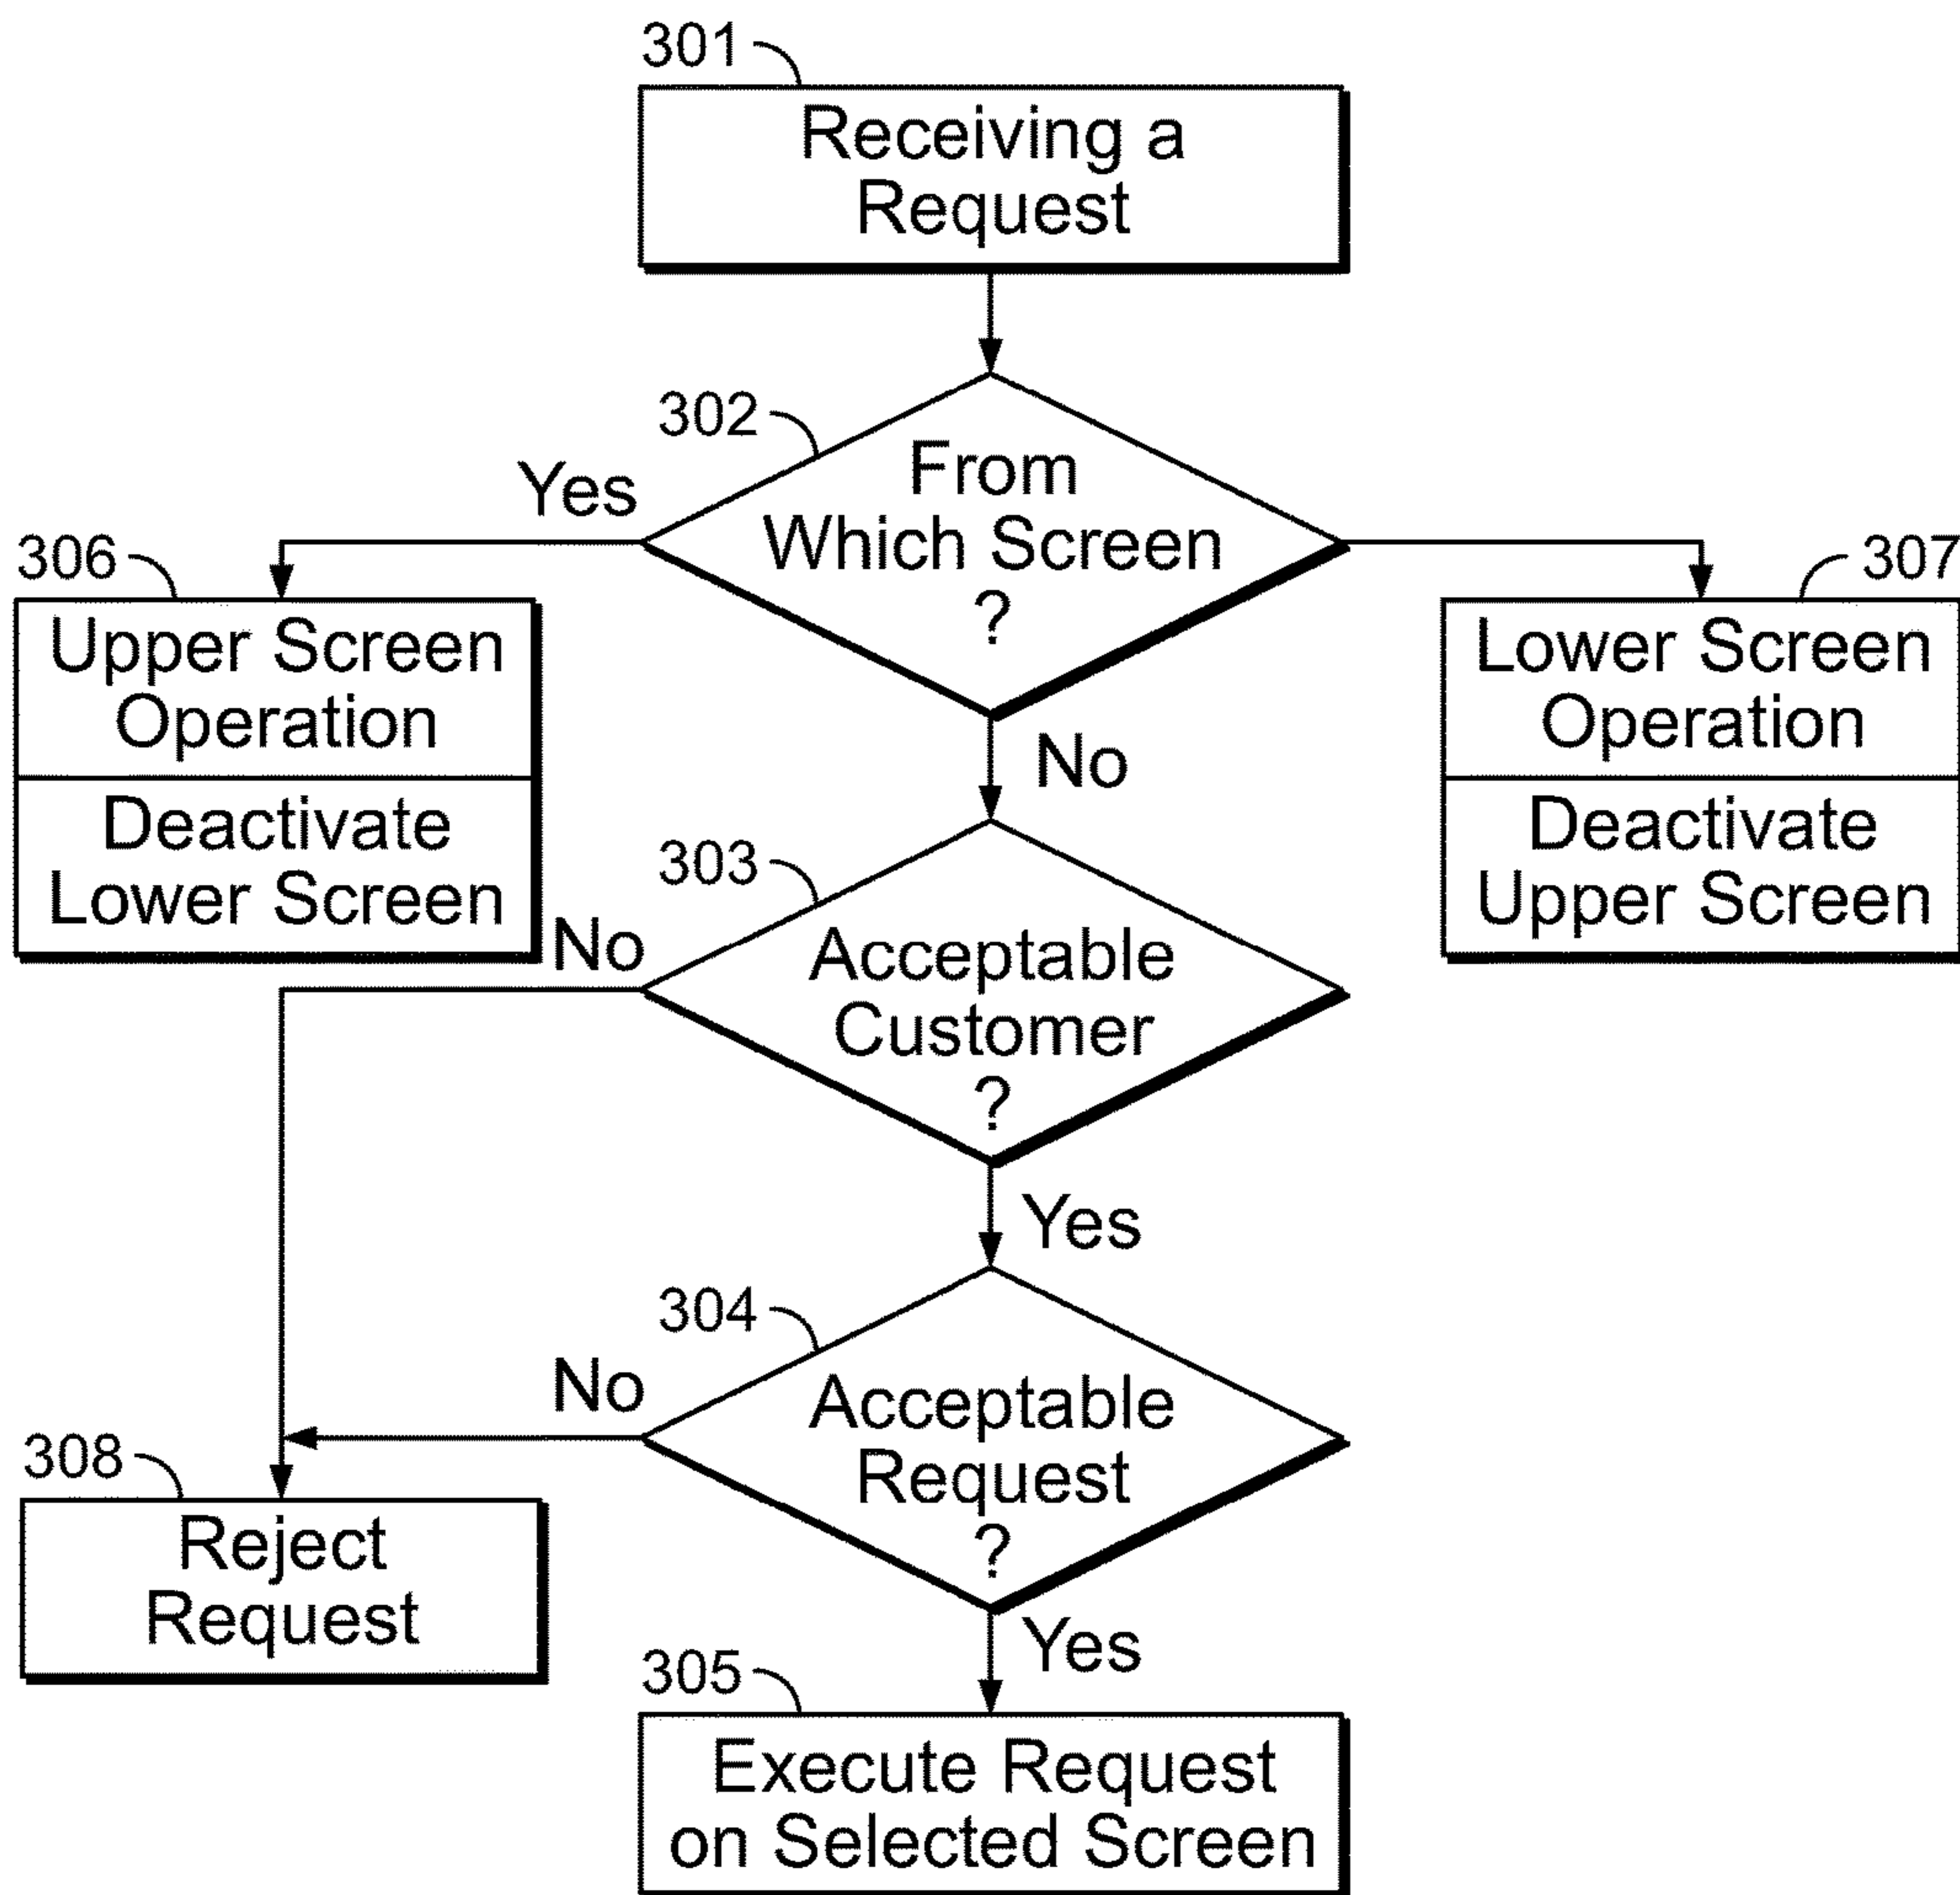 301
Receiving a
Request
302
From
Which Screen
?
Yes
306
Upper Screen
Operation
Deactivate
Lower Screen
307
Lower Screen
Operation
Deactivate
Upper Screen
No
303
Acceptable
Customer
?
No
Yes
304
Acceptable
Request
?
No
308
Reject
Request
Yes
305
Execute Request
on Selected Screen